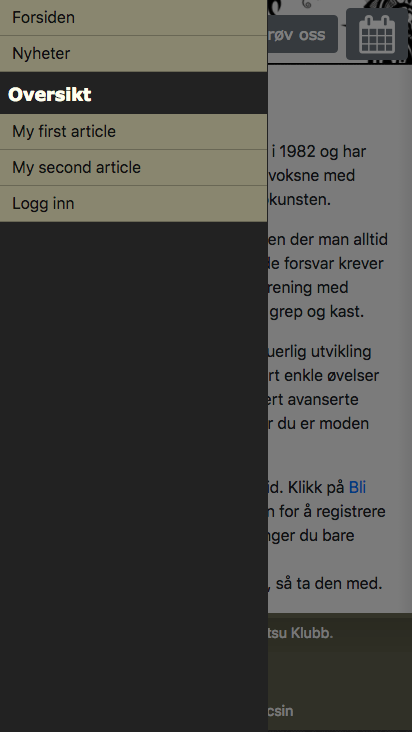 Forsiden
Nyheter
Oversikt
My first article
My second article
Logg inn
røv oss
i 1982 og har
voksne med
kunsten.
en der man alltid
de forsvar krever
rening med
grep og kast.
uerlig utvikling
rt enkle øvelser
ert avanserte
r du er moden
id. Klikk på Bli
n for å registrere
nger du bare
, så ta den med.
tsu Klubb.
csin